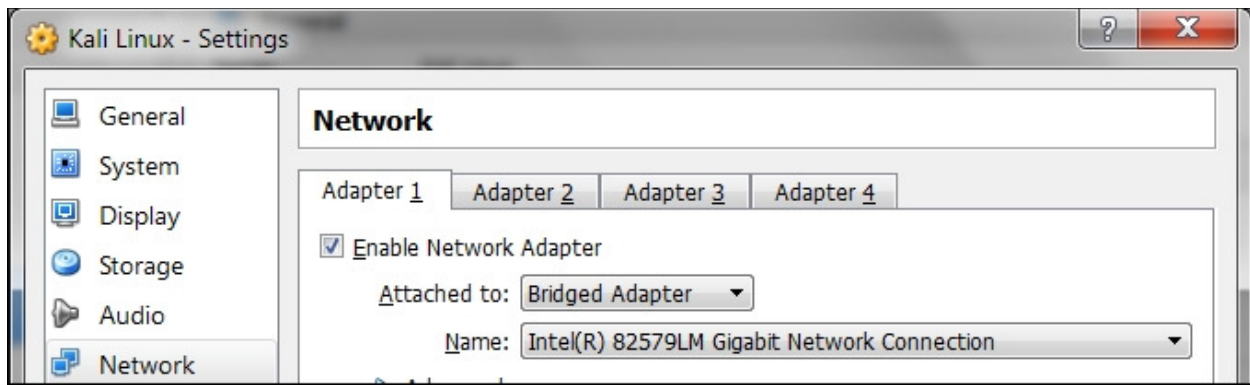 Kali Linux - Settings
?
X
General
System
Display
Storage
Audio
Network
Network
Adapter 1
Adapter 2
Adapter 3
Adapter 4
Enable Network Adapter
Attached to: Bridged Adapter
Name: Intel(R) 82579LM Gigabit Network Connection